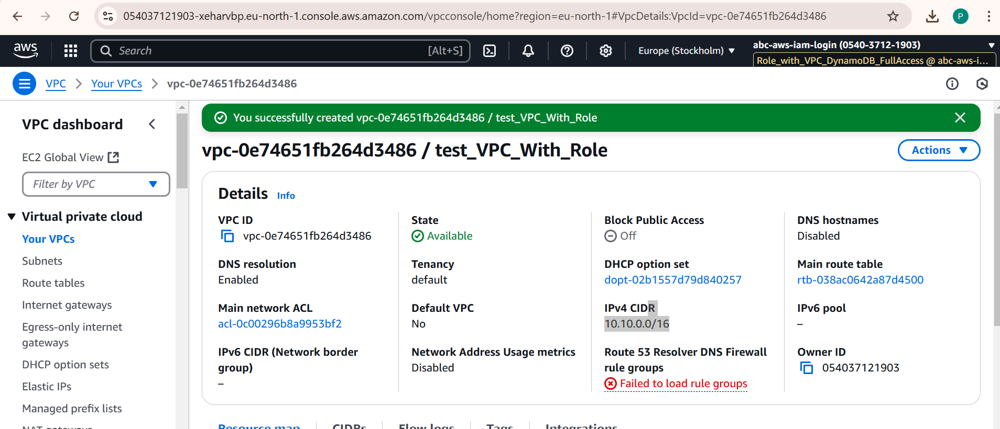 054037121903-xeharvbp.eu-north-1.console.aws.amazon.com/vpcconsole/home?region=eu-north-1#VpcDetails:VpcId=vpc-0e74651fb264d3486
P
aws
Search
[Alt+S]
Europe (Stockholm)
abc-aws-iam-login (0540-3712-1903)
Role_with_VPC_DynamoDB_FullAccess @ abc-aws-i...
VPC
Your VPCs
vpc-0e74651fb264d3486
VPC dashboard
EC2 Global View
Filter by VPC
Virtual private cloud
Your VPCs
Subnets
Route tables
Internet gateways
Egress-only internet
gateways
DHCP option sets
Elastic IPs
Managed prefix lists
NAT gateways
You successfully created vpc-0e74651fb264d3486 / test_VPC_With_Role
vpc-0e74651fb264d3486 / test_VPC_With_Role
Actions
Details Info
VPC ID
vpc-0e74651fb264d3486
State
Available
Block Public Access
Off
DNS hostnames
Disabled
DNS resolution
Enabled
Tenancy
default
DHCP option set
dopt-02b1557d79d840257
Main route table
rtb-038ac0642a87d4500
Main network ACL
acl-0c00296b8a9953bf2
Default VPC
No
IPv4 CIDR
10.10.0.0/16
IPv6 pool
–
IPv6 CIDR (Network border
group)
–
Network Address Usage metrics
Disabled
Route 53 Resolver DNS Firewall
rule groups
Failed to load rule groups
Owner ID
054037121903
Resource map
CIDRs
Flow logs
Tags
Integrations